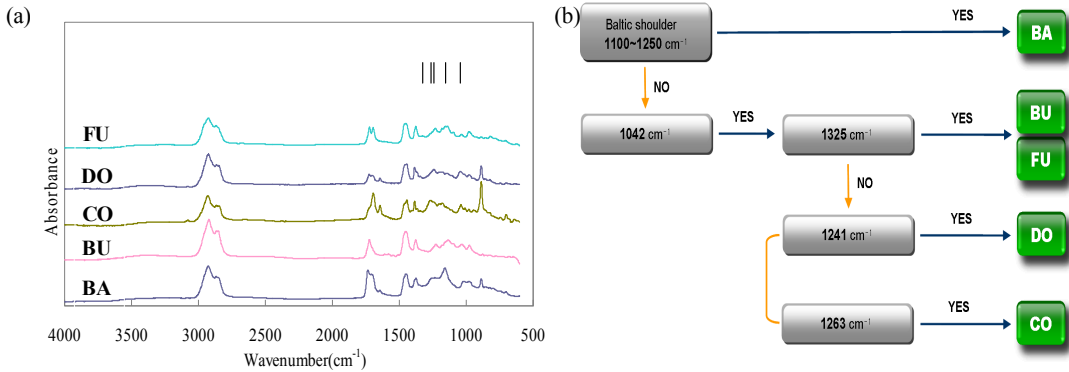 (a)
Absorbance
FU
DO
CO
BU
BA
4000 3500 3000 2500 2000 1500 1000 500
Wavenumber(cm-1)
(b)
Baltic shoulder
1100~1250 cm−1
YES
BA
NO
1042 cm−1
YES
1325 cm−1
YES
BU
FU
NO
1241 cm−1
YES
DO
1263 cm−1
YES
CO